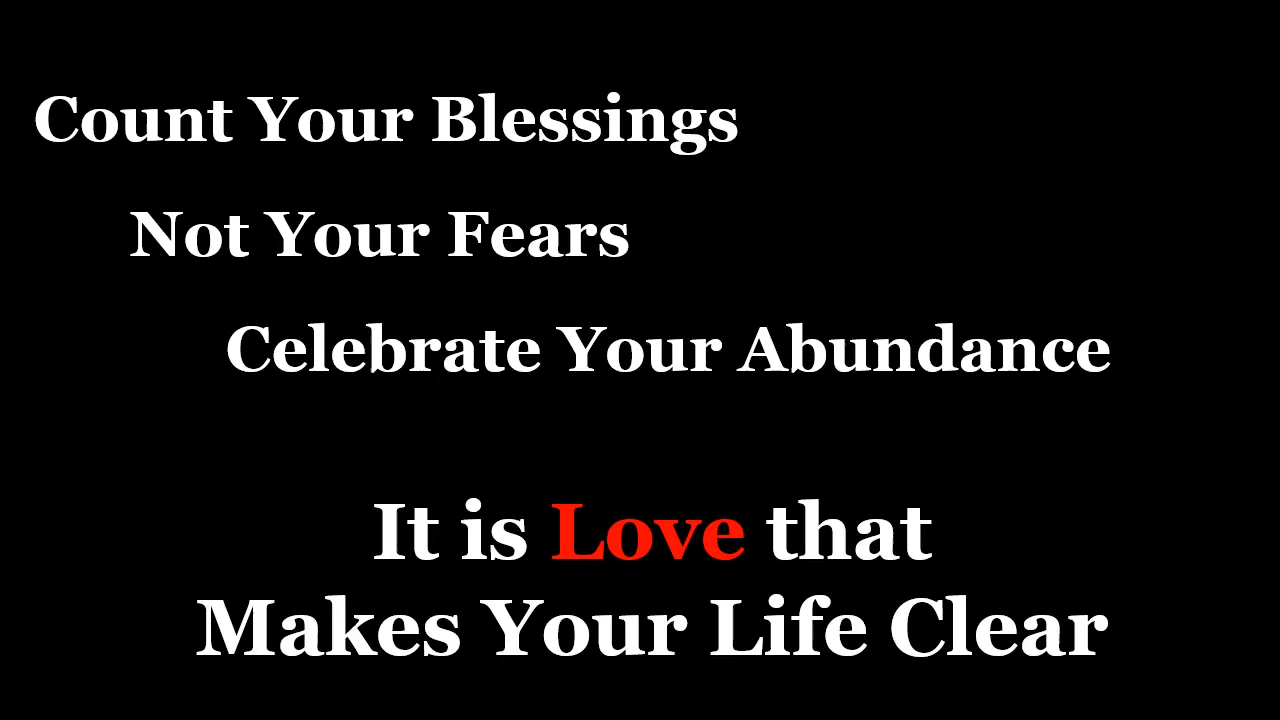 Count Your Blessings
Not Your Fears
Celebrate Your Abundance
It is Love that
Makes Your Life Clear